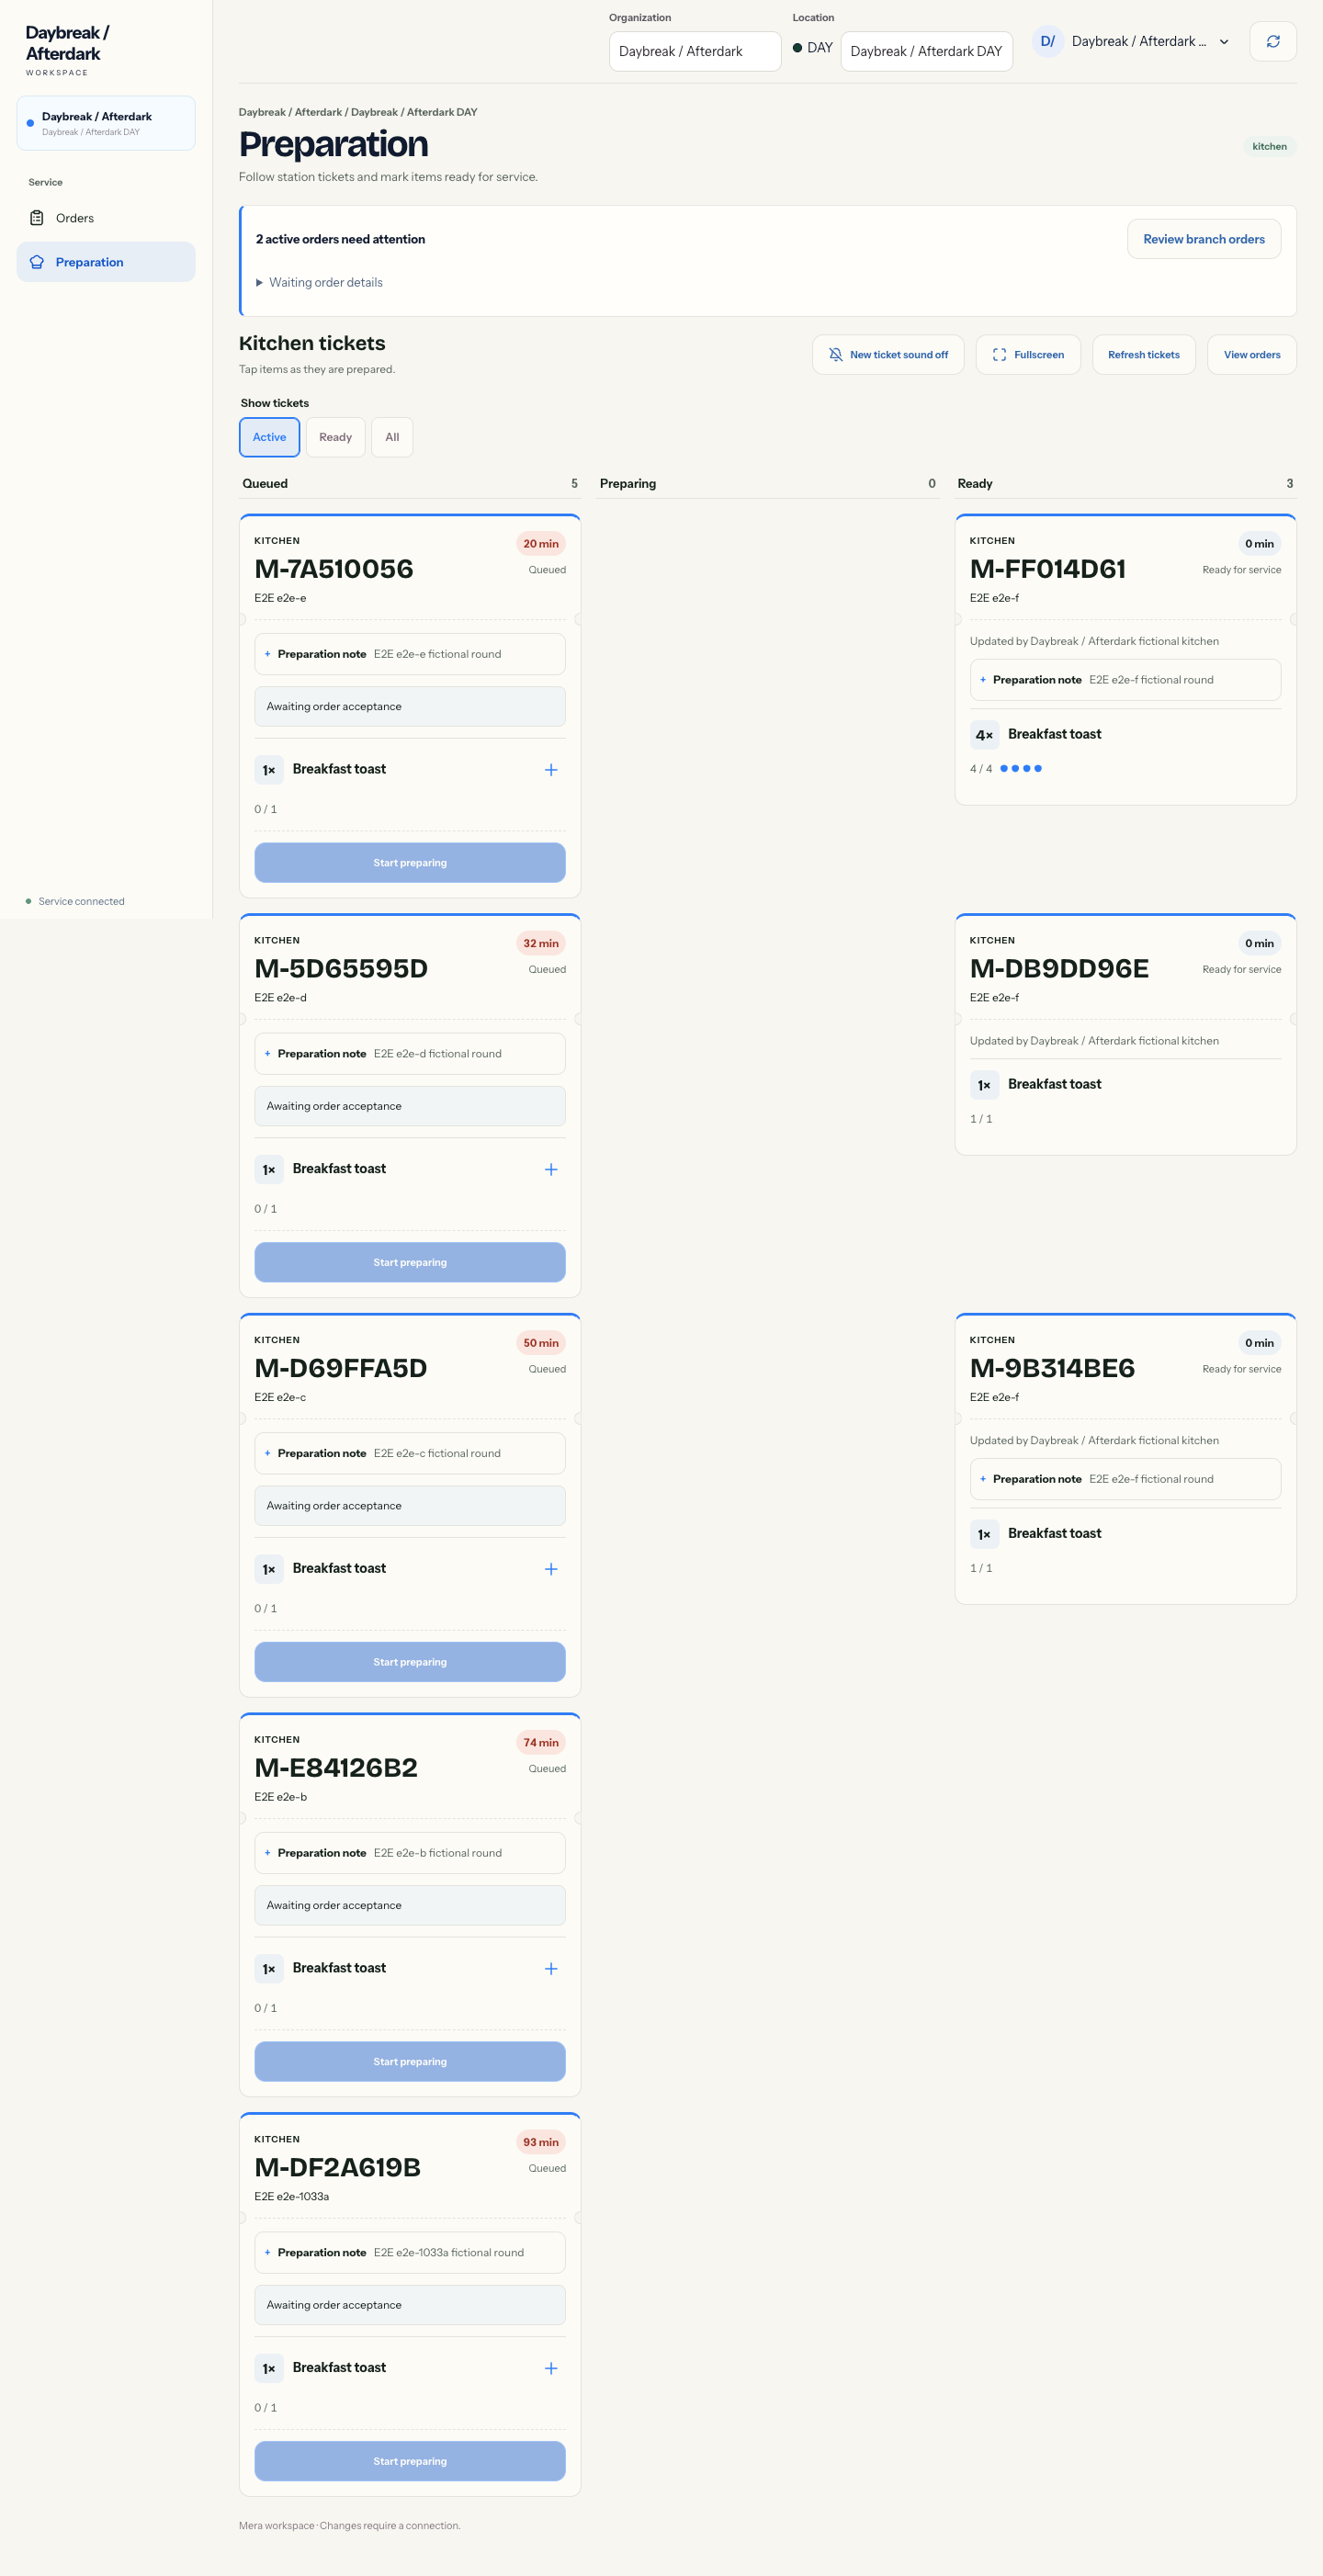 Daybreak /
Afterdark
WORKSPACE
Daybreak / Afterdark
Daybreak / Afterdark DAY
Service
Orders
Preparation
Service connected
Organization
Daybreak / Afterdark
Location
DAY
Daybreak / Afterdark DAY
D/
Daybreak / Afterdark ...
Daybreak / Afterdark / Daybreak / Afterdark DAY
Preparation
kitchen
Follow station tickets and mark items ready for service.
2 active orders need attention
Review branch orders
Waiting order details
Kitchen tickets
Tap items as they are prepared.
New ticket sound off
Fullscreen
Refresh tickets
View orders
Show tickets
Active
Ready
All
Queued 5
KITCHEN
20 min
M-7A510056
Queued
E2E e2e-e
+ Preparation note E2E e2e-e fictional round
Awaiting order acceptance
1× Breakfast toast +
0 / 1
Start preparing
KITCHEN
32 min
M-5D65595D
Queued
E2E e2e-d
+ Preparation note E2E e2e-d fictional round
Awaiting order acceptance
1× Breakfast toast +
0 / 1
Start preparing
KITCHEN
50 min
M-D69FFA5D
Queued
E2E e2e-c
+ Preparation note E2E e2e-c fictional round
Awaiting order acceptance
1× Breakfast toast +
0 / 1
Start preparing
KITCHEN
74 min
M-E84126B2
Queued
E2E e2e-b
+ Preparation note E2E e2e-b fictional round
Awaiting order acceptance
1× Breakfast toast +
0 / 1
Start preparing
KITCHEN
93 min
M-DF2A619B
Queued
E2E e2e-1033a
+ Preparation note E2E e2e-1033a fictional round
Awaiting order acceptance
1× Breakfast toast +
0 / 1
Start preparing
Preparing 0
Ready 3
KITCHEN
0 min
M-FF014D61
Ready for service
E2E e2e-f
Updated by Daybreak / Afterdark fictional kitchen
+ Preparation note E2E e2e-f fictional round
4× Breakfast toast
4 / 4
KITCHEN
0 min
M-DB9DD96E
Ready for service
E2E e2e-f
Updated by Daybreak / Afterdark fictional kitchen
1× Breakfast toast
1 / 1
KITCHEN
0 min
M-9B314BE6
Ready for service
E2E e2e-f
Updated by Daybreak / Afterdark fictional kitchen
+ Preparation note E2E e2e-f fictional round
1× Breakfast toast
1 / 1
Mera workspace · Changes require a connection.